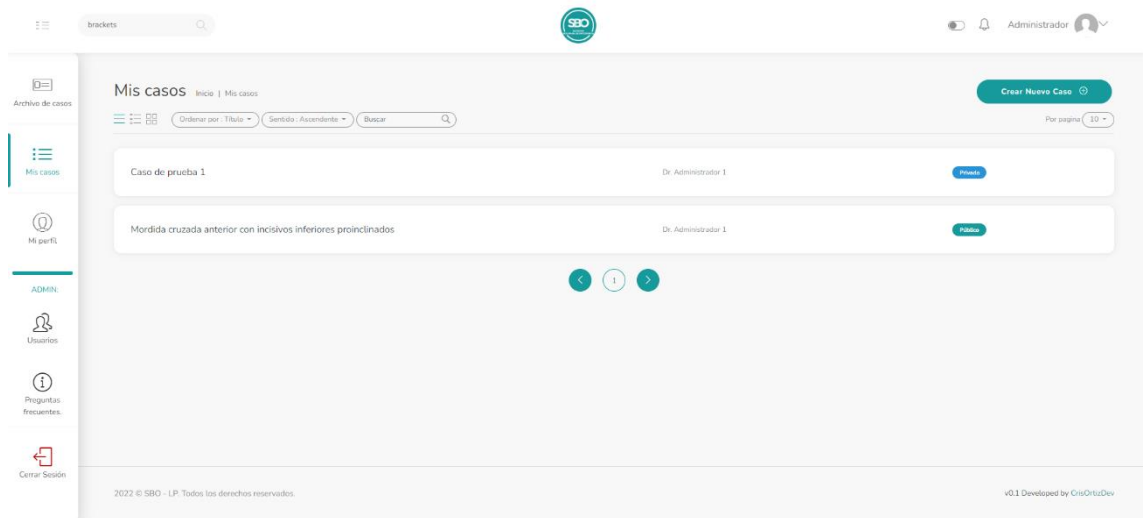 brackets
SBO
Administrador
Archivo de casos
Mis casos
Mi perfil
ADMIN:
Usuarios
Preguntas
frecuentes.
Cerrar Sesión
Mis casos Inicio | Mis casos
Crear Nuevo Caso
Ordenar por : Título Sentido : Ascendente Buscar
Por pagina 10
Caso de prueba 1 Dr. Administrador 1 Privado
Mordida cruzada anterior con incisivos inferiores proinclinados Dr. Administrador 1 Público
1
2022 © SBO - LP. Todos los derechos reservados.
v0.1 Developed by CrisOrtizDev